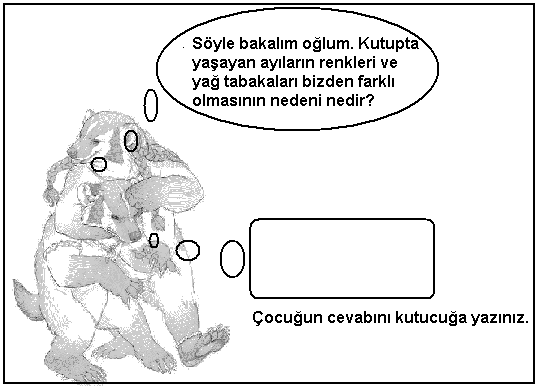 Söyle bakalım oğlum. Kutupta
yaşayan ayıların renkleri ve
yağ tabakaları bizden farklı
olmasının nedeni nedir?
Çocuğun cevabını kutucuğa yazınız.